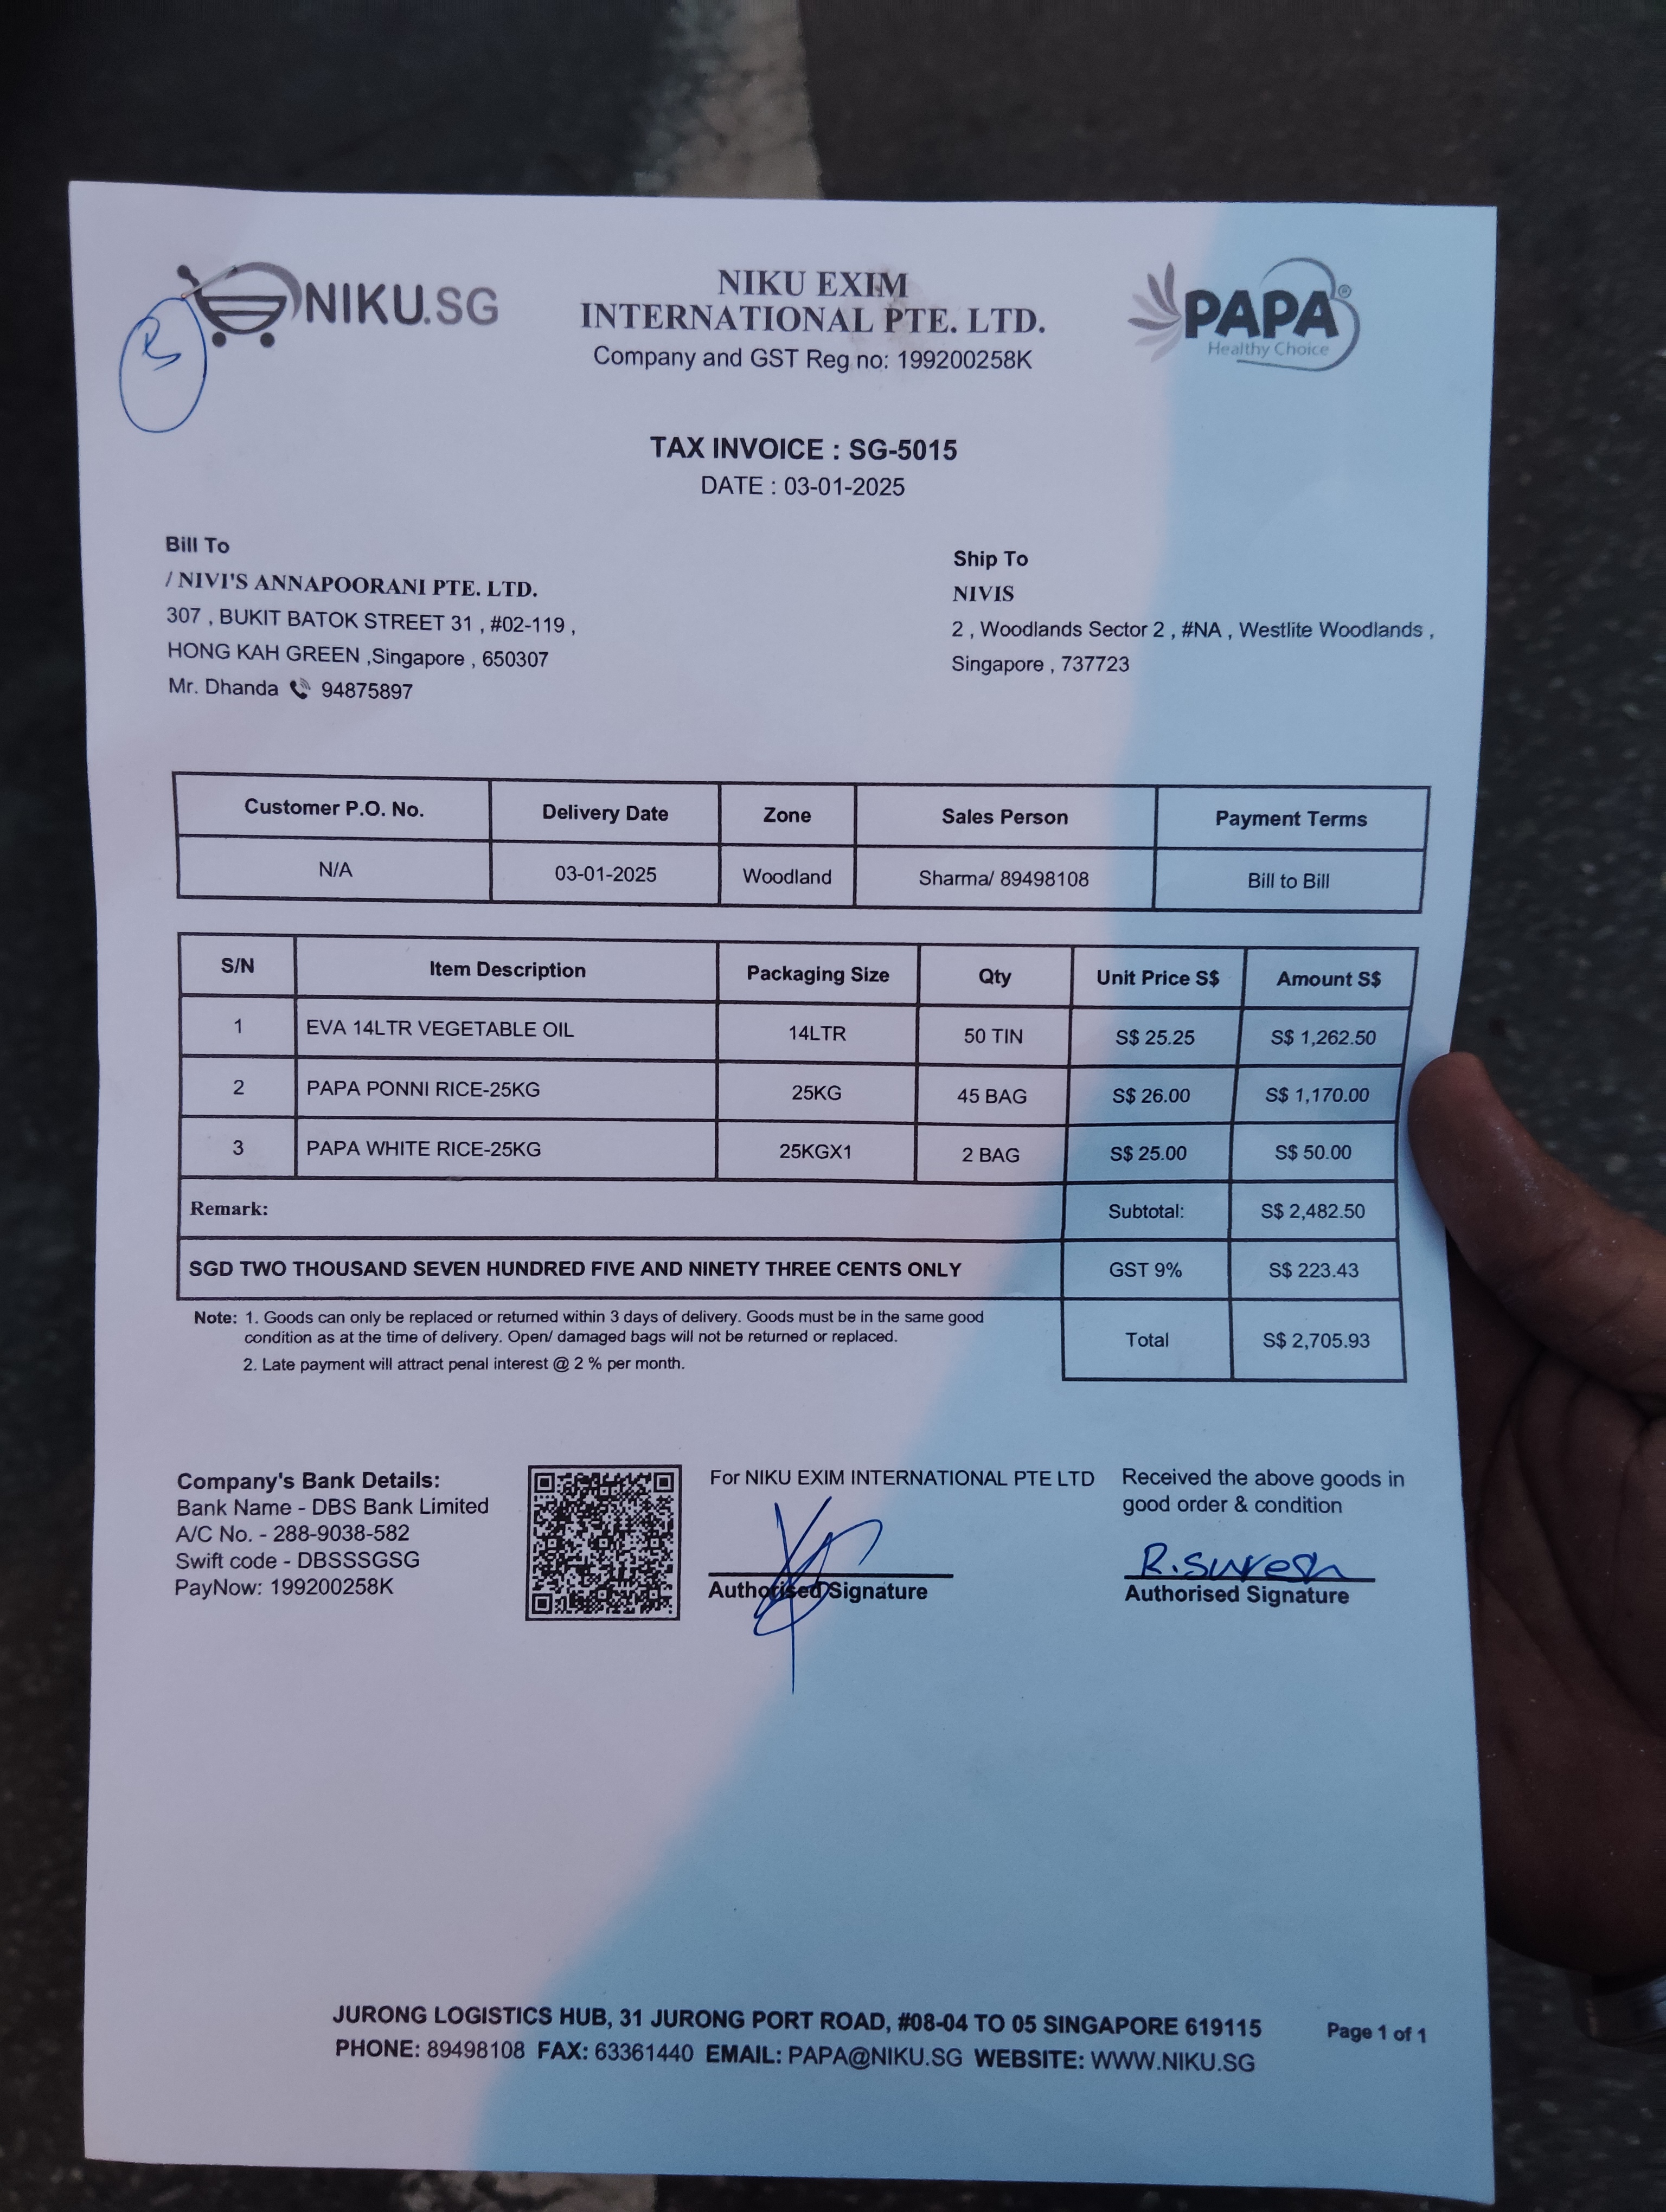 NIKU.SG
NIKU EXIM
INTERNATIONAL PTE. LTD.
Company and GST Reg no: 199200258K
PAPA®
Healthy Choice
TAX INVOICE : SG-5015
DATE : 03-01-2025
Bill To
/ NIVI'S ANNAPOORANI PTE. LTD.
307 , BUKIT BATOK STREET 31 , #02-119 ,
HONG KAH GREEN ,Singapore , 650307
Mr. Dhanda 94875897
Ship To
NIVIS
2 , Woodlands Sector 2 , #NA , Westlite Woodlands ,
Singapore , 737723
Customer P.O. No. Delivery Date Zone Sales Person Payment Terms
N/A 03-01-2025 Woodland Sharma/ 89498108 Bill to Bill
S/N Item Description Packaging Size Qty Unit Price S$ Amount S$
1 EVA 14LTR VEGETABLE OIL 14LTR 50 TIN S$ 25.25 S$ 1,262.50
2 PAPA PONNI RICE-25KG 25KG 45 BAG S$ 26.00 S$ 1,170.00
3 PAPA WHITE RICE-25KG 25KGX1 2 BAG S$ 25.00 S$ 50.00
Remark: Subtotal: S$ 2,482.50
SGD TWO THOUSAND SEVEN HUNDRED FIVE AND NINETY THREE CENTS ONLY GST 9% S$ 223.43
Total S$ 2,705.93
Note: 1. Goods can only be replaced or returned within 3 days of delivery. Goods must be in the same good
condition as at the time of delivery. Open/ damaged bags will not be returned or replaced.
2. Late payment will attract penal interest @ 2 % per month.
Company's Bank Details:
Bank Name - DBS Bank Limited
A/C No. - 288-9038-582
Swift code - DBSSSGSG
PayNow: 199200258K
For NIKU EXIM INTERNATIONAL PTE LTD
Authorised Signature
Received the above goods in
good order & condition
R.Suresh
Authorised Signature
JURONG LOGISTICS HUB, 31 JURONG PORT ROAD, #08-04 TO 05 SINGAPORE 619115
PHONE: 89498108 FAX: 63361440 EMAIL: PAPA@NIKU.SG WEBSITE: WWW.NIKU.SG
Page 1 of 1